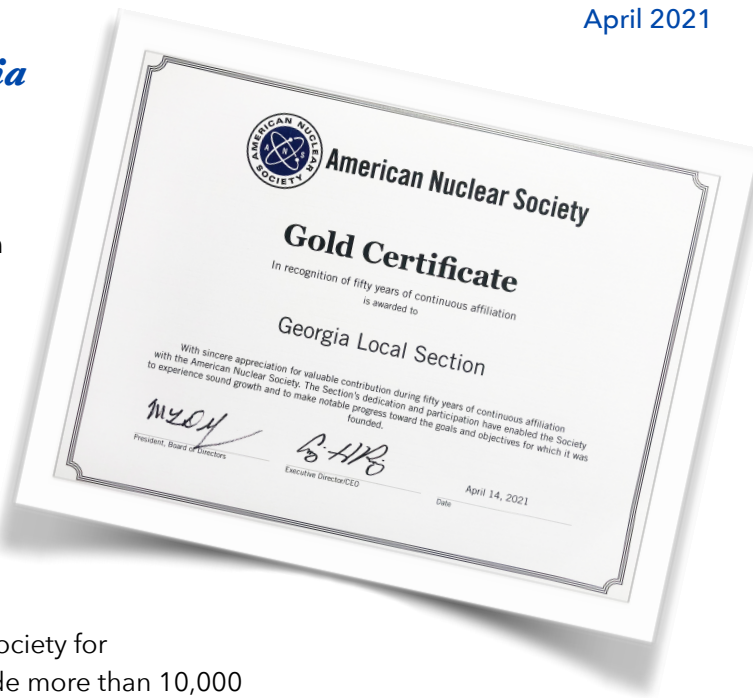 April 2021
ia
AMERICAN NUCLEAR SOCIETY
A N S
American Nuclear Society
Gold Certificate
In recognition of fifty years of continuous affiliation
is awarded to
Georgia Local Section
With sincere appreciation for valuable contribution during fifty years of continuous affiliation
with the American Nuclear Society. The Section's dedication and participation have enabled the Society
to experience sound growth and to make notable progress toward the goals and objectives for which it was
founded.
President, Board of Directors
Executive Director/CEO
April 14, 2021
Date
ociety for
de more than 10,000